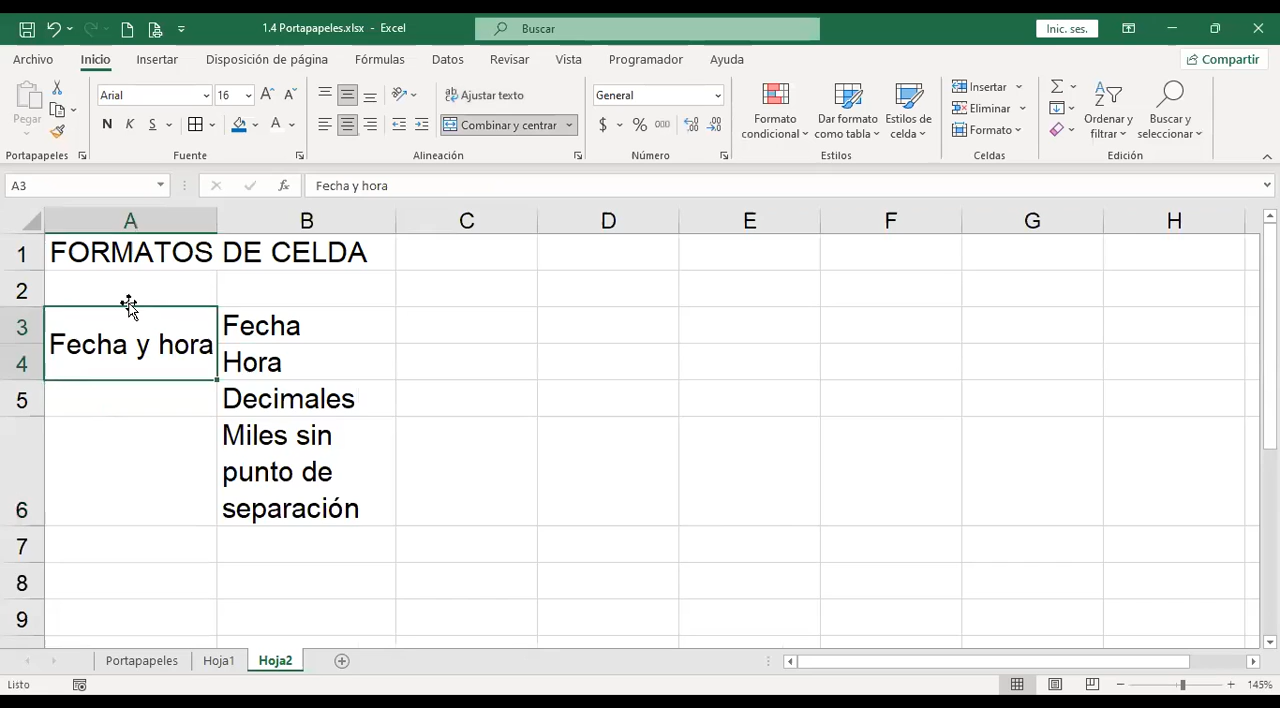 1.4 Portapapeles.xlsx - Excel
Buscar
Inic. ses.
Archivo Inicio Insertar Disposición de página Fórmulas Datos Revisar Vista Programador Ayuda
Compartir
Pegar
Portapapeles
Arial 16 A A
N K S A
Fuente
ab Ajustar texto
Combinar y centrar
Alineación
General
$ % 000
Número
Formato condicional
Dar formato como tabla
Estilos de celda
Estilos
Insertar
Eliminar
Formato
Celdas
Ordenar y filtrar
Buscar y seleccionar
Edición
A3 fx Fecha y hora
A B C D E F G H
1 FORMATOS DE CELDA
2
3 Fecha y hora Fecha
4 Hora
5 Decimales
Miles sin
punto de
6 separación
7
8
9
Portapapeles Hoja1 Hoja2
Listo
145%